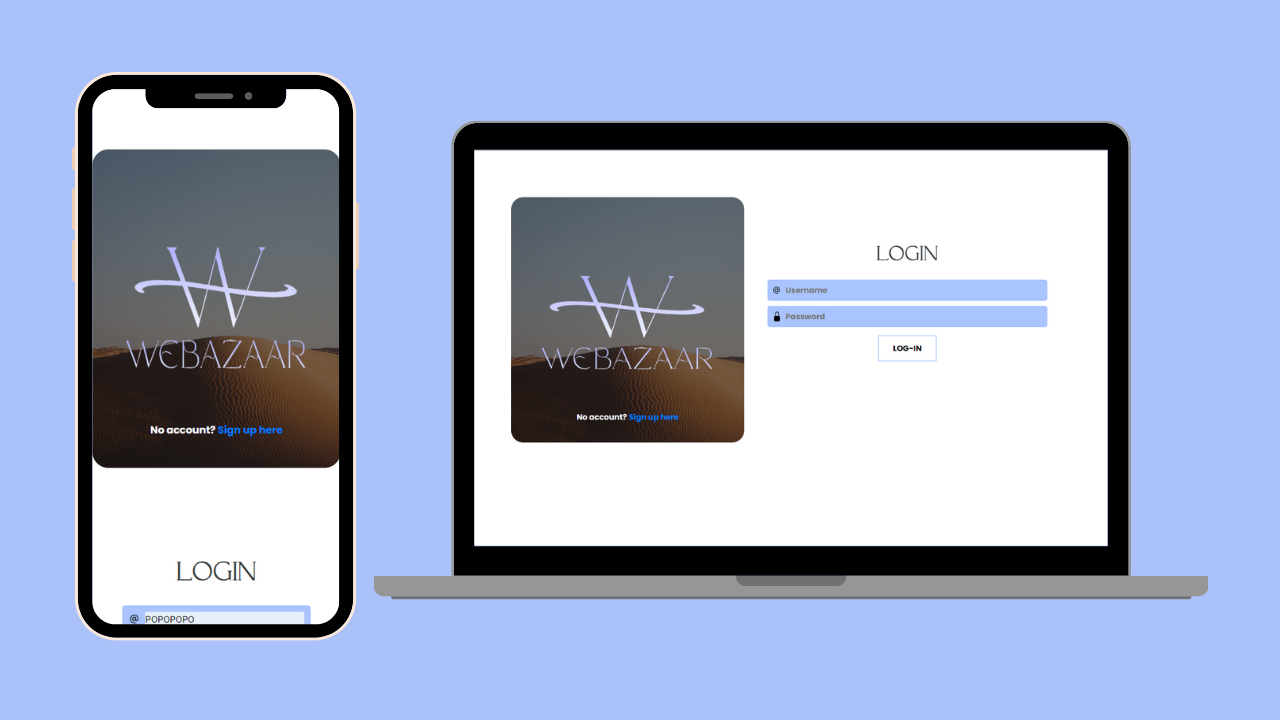 W
WEBAZAAR
No account? Sign up here
LOGIN
@ POPOPOPO
W
WEBAZAAR
No account? Sign up here
LOGIN
@ Username
Password
LOG-IN